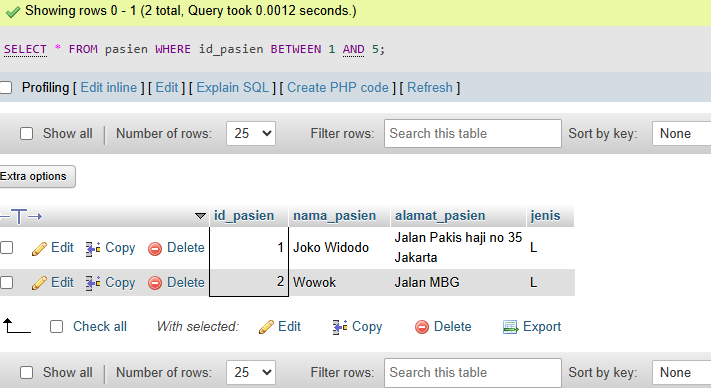 Showing rows 0 - 1 (2 total, Query took 0.0012 seconds.)
SELECT * FROM pasien WHERE id_pasien BETWEEN 1 AND 5;
Profiling [ Edit inline ] [ Edit ] [ Explain SQL ] [ Create PHP code ] [ Refresh ]
Show all Number of rows: 25 Filter rows: Search this table Sort by key: None
Extra options
id_pasien nama_pasien alamat_pasien jenis
Edit Copy Delete 1 Joko Widodo Jalan Pakis haji no 35 Jakarta L
Edit Copy Delete 2 Wowok Jalan MBG L
Check all With selected: Edit Copy Delete Export
Show all Number of rows: 25 Filter rows: Search this table Sort by key: None